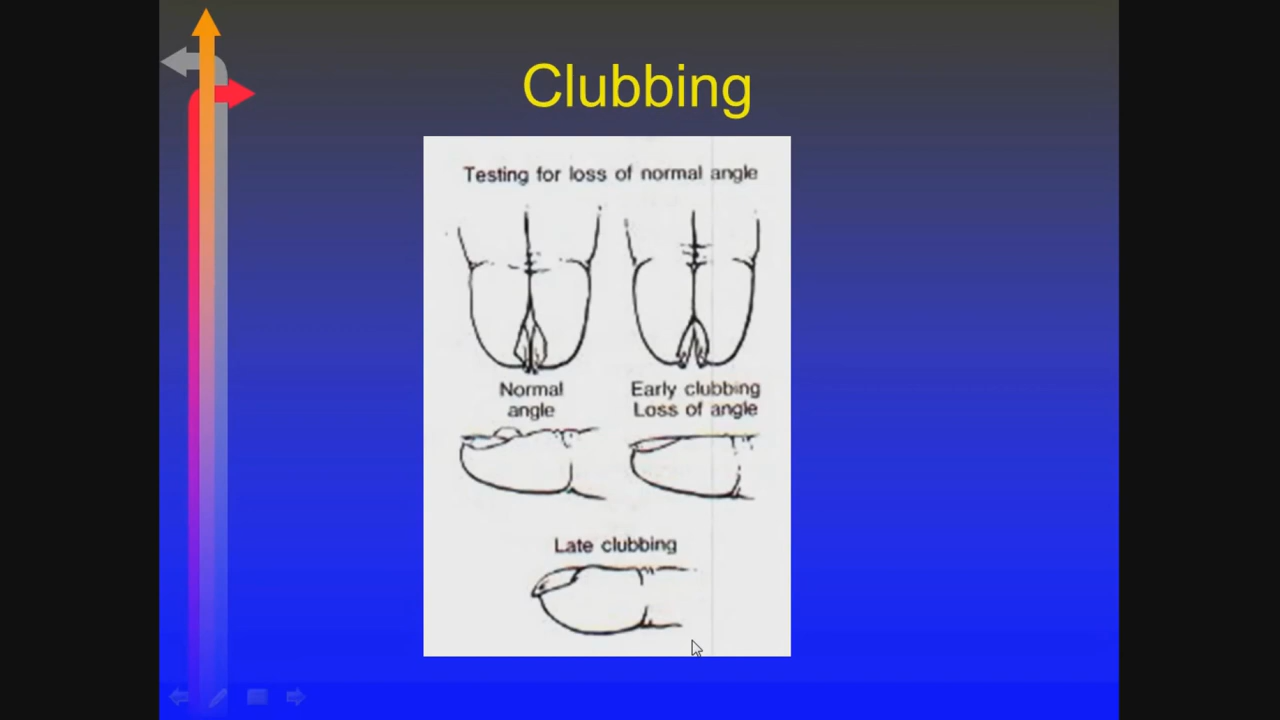 Clubbing
Testing for loss of normal angle
Normal
angle
Early clubbing
Loss of angle
Late clubbing